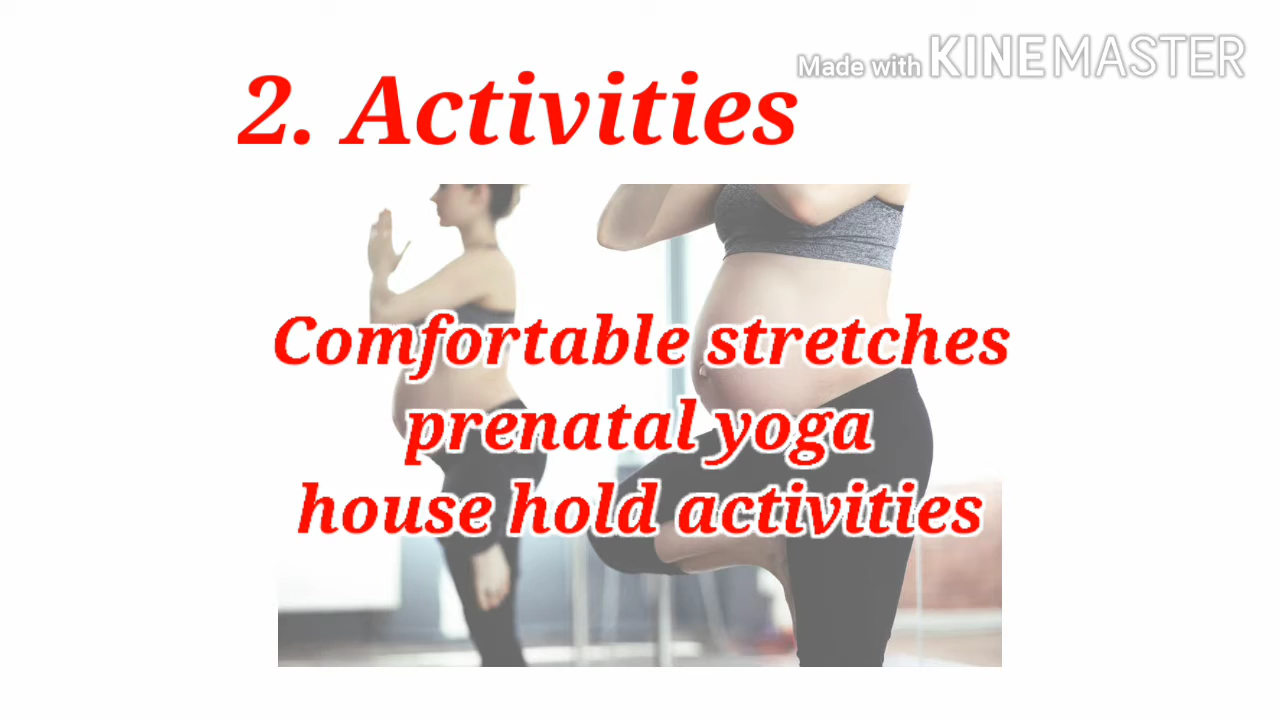 Made with KINEMASTER
2. Activities
Comfortable stretches
prenatal yoga
house hold activities